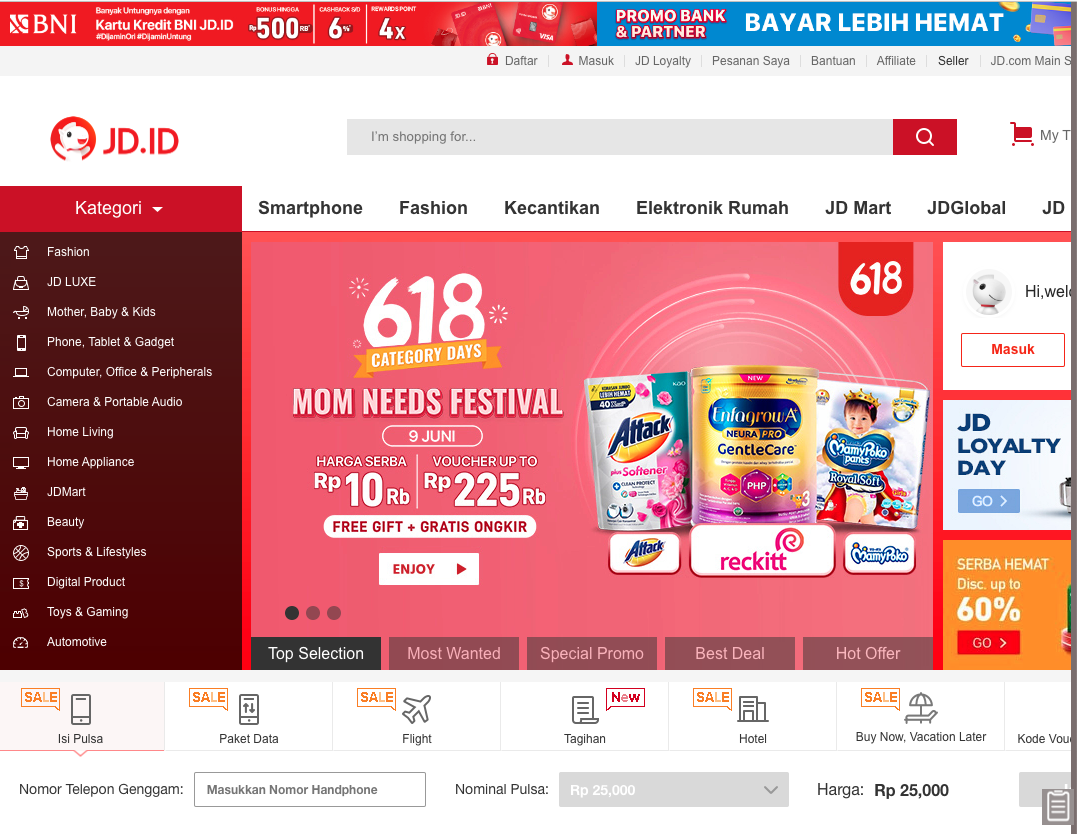 BNI
Banyak Untungnya dengan
Kartu Kredit BNI JD.ID
#DijaminOri #DijaminUntung
BONUS HINGGA
Rp500RB*
CASHBACK S/D
6%*
REWARDS POINT
4x
VISA
PROMO BANK
& PARTNER
BAYAR LEBIH HEMAT
Daftar
Masuk
JD Loyalty
Pesanan Saya
Bantuan
Affiliate
Seller
JD.com Main S
JD.ID
I'm shopping for...
My T
Kategori
Smartphone
Fashion
Kecantikan
Elektronik Rumah
JD Mart
JDGlobal
JD
Fashion
JD LUXE
Mother, Baby & Kids
Phone, Tablet & Gadget
Computer, Office & Peripherals
Camera & Portable Audio
Home Living
Home Appliance
JDMart
Beauty
Sports & Lifestyles
Digital Product
Toys & Gaming
Automotive
618
CATEGORY DAYS
MOM NEEDS FESTIVAL
9 JUNI
HARGA SERBA
Rp10Rb
VOUCHER UP TO
Rp225Rb
FREE GIFT + GRATIS ONGKIR
ENJOY
618
KAO
LEBIH HEMAT
40
Attack
plus Softener
CLEAN PROTECT
NEW
EnfagrowA+
NEURA PRO
GentleCare
PHP
3
MamyPoko
pants
Royal Soft
Attack
reckitt
MamyPoko
Top Selection
Most Wanted
Special Promo
Best Deal
Hot Offer
Hi,welc
Masuk
JD
LOYALTY
DAY
GO >
SERBA HEMAT
Disc. up to
60%
GO >
SALE
Isi Pulsa
SALE
Paket Data
SALE
Flight
New
Tagihan
SALE
Hotel
SALE
Buy Now, Vacation Later
Kode Vou
Nomor Telepon Genggam:
Masukkan Nomor Handphone
Nominal Pulsa:
Rp 25,000
Harga:
Rp 25,000